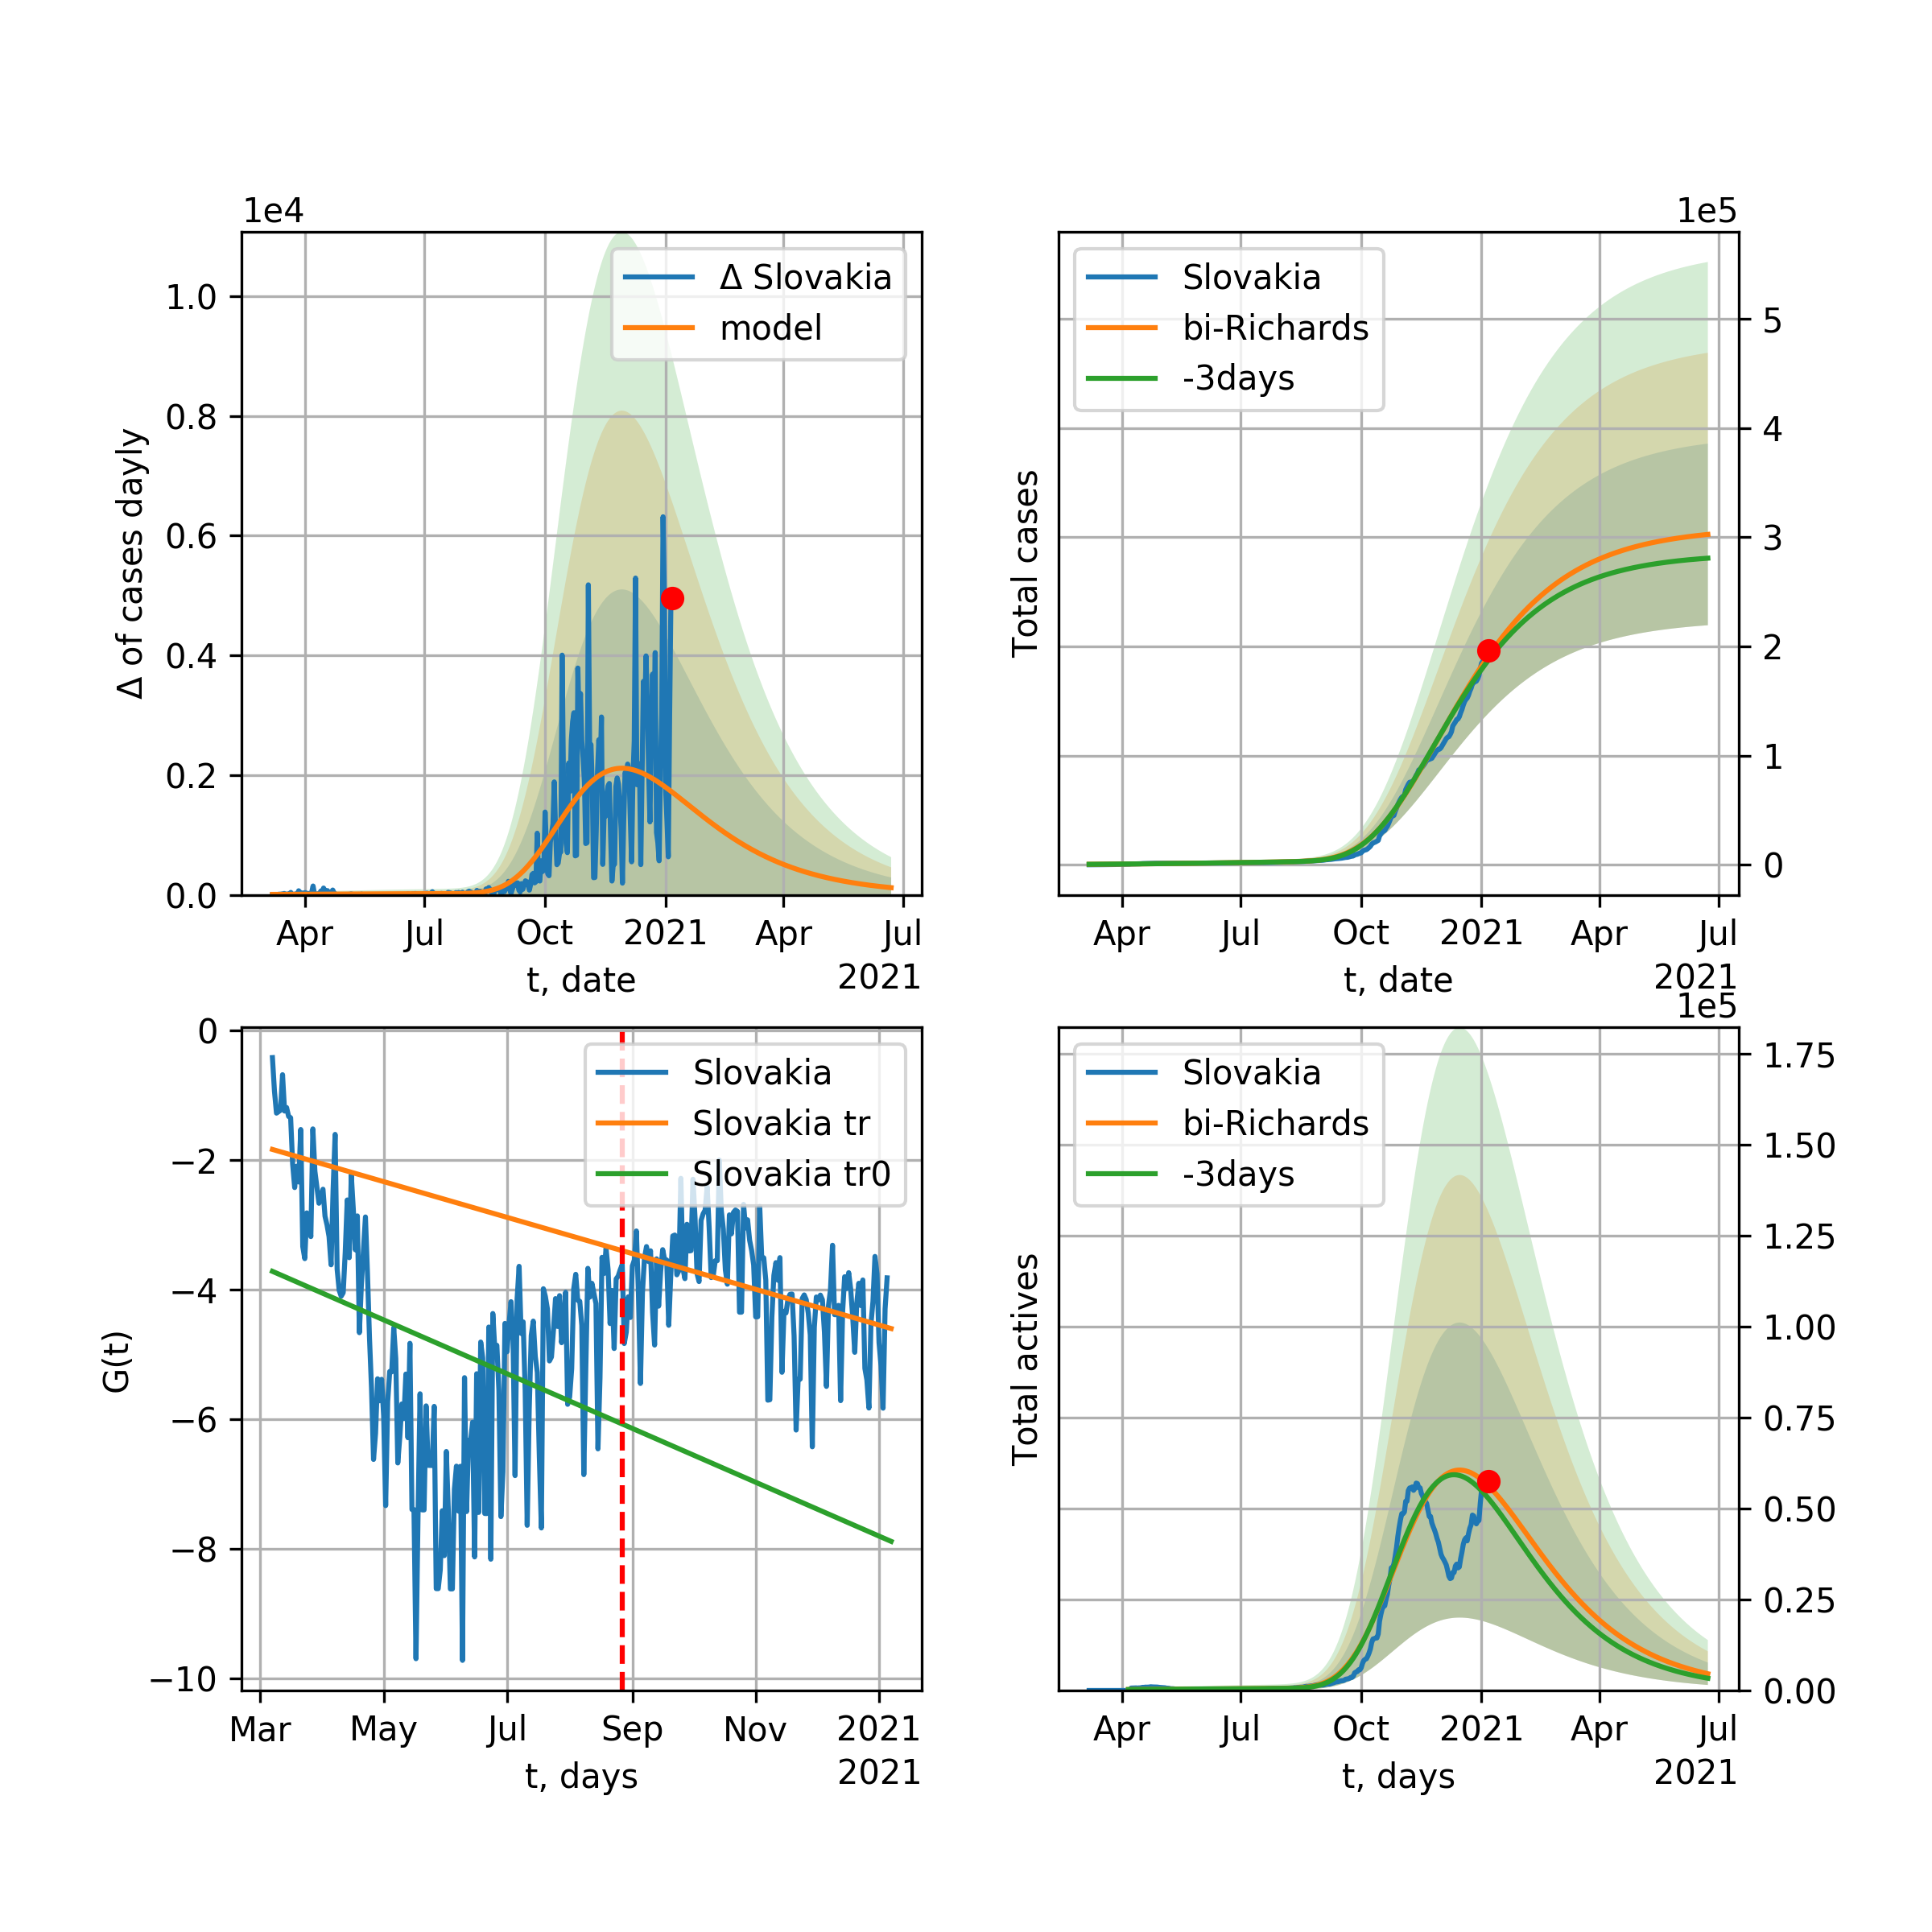 1e4
Δ of cases dayly
1.0
0.8
0.6
0.4
0.2
0.0
Δ Slovakia
model
Apr Jul Oct 2021 Apr Jul
t, date 2021
1e5
Total cases
Slovakia
bi-Richards
-3days
5
4
3
2
1
0
Apr Jul Oct 2021 Apr Jul
t, date 2021
G(t)
0
−2
−4
−6
−8
−10
Slovakia
Slovakia tr
Slovakia tr0
Mar May Jul Sep Nov 2021
t, days 2021
1e5
Total actives
Slovakia
bi-Richards
-3days
1.75
1.50
1.25
1.00
0.75
0.50
0.25
0.00
Apr Jul Oct 2021 Apr Jul
t, days 2021